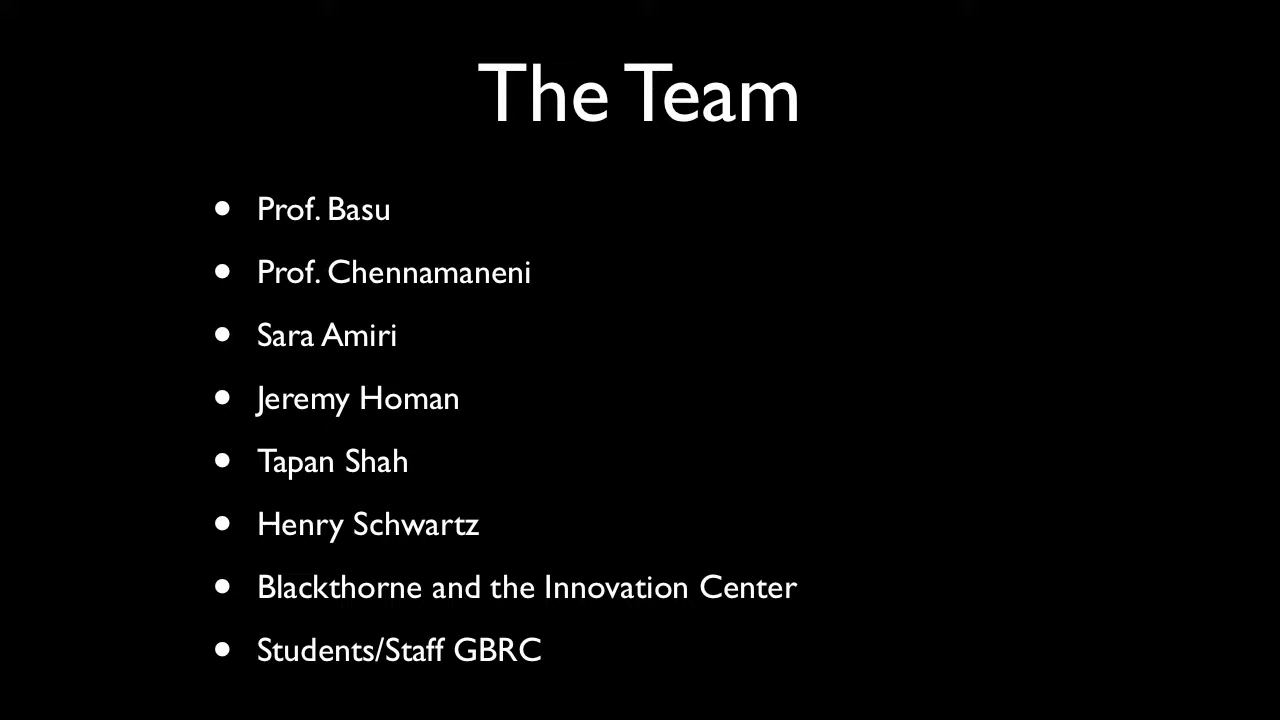 The Team
• Prof. Basu
• Prof. Chennamaneni
• Sara Amiri
• Jeremy Homan
• Tapan Shah
• Henry Schwartz
• Blackthorne and the Innovation Center
• Students/Staff GBRC